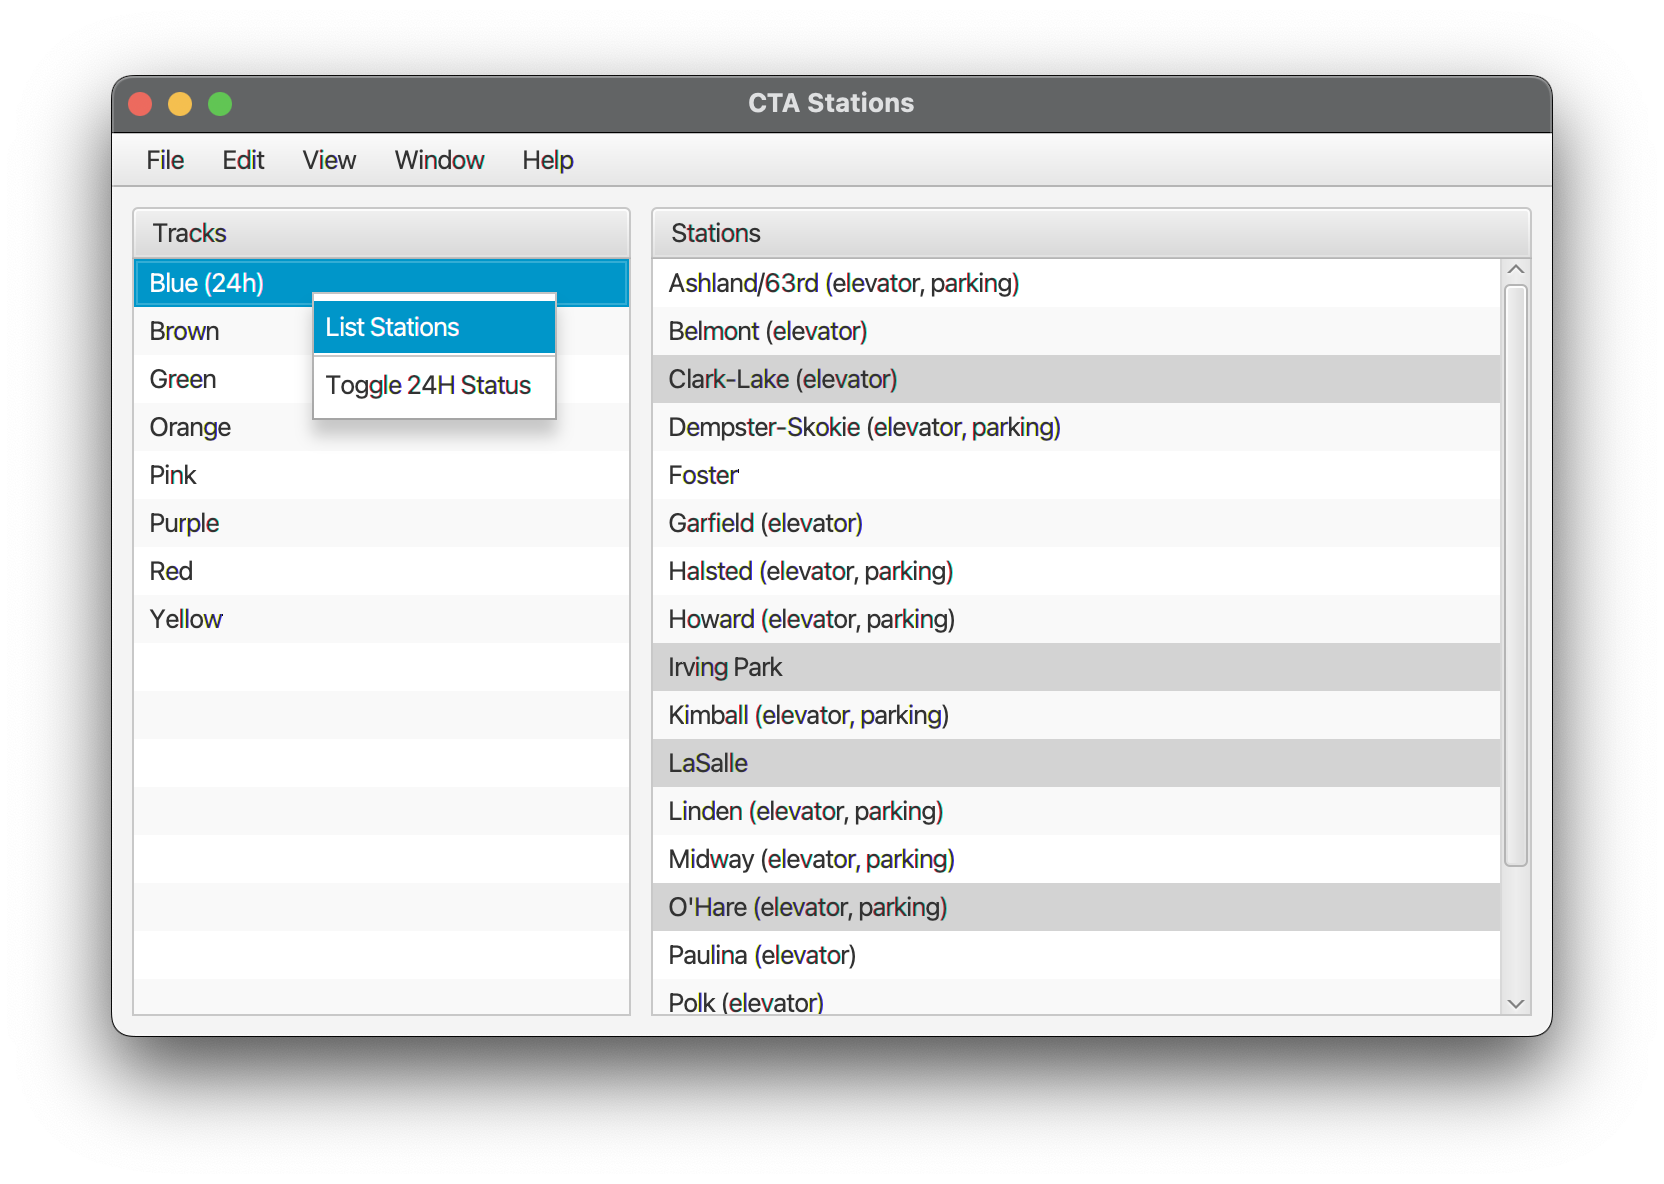 CTA Stations
File Edit View Window Help
Tracks
Blue (24h)
Brown
Green
Orange
Pink
Purple
Red
Yellow
List Stations
Toggle 24H Status
Stations
Ashland/63rd (elevator, parking)
Belmont (elevator)
Clark-Lake (elevator)
Dempster-Skokie (elevator, parking)
Foster
Garfield (elevator)
Halsted (elevator, parking)
Howard (elevator, parking)
Irving Park
Kimball (elevator, parking)
LaSalle
Linden (elevator, parking)
Midway (elevator, parking)
O'Hare (elevator, parking)
Paulina (elevator)
Polk (elevator)